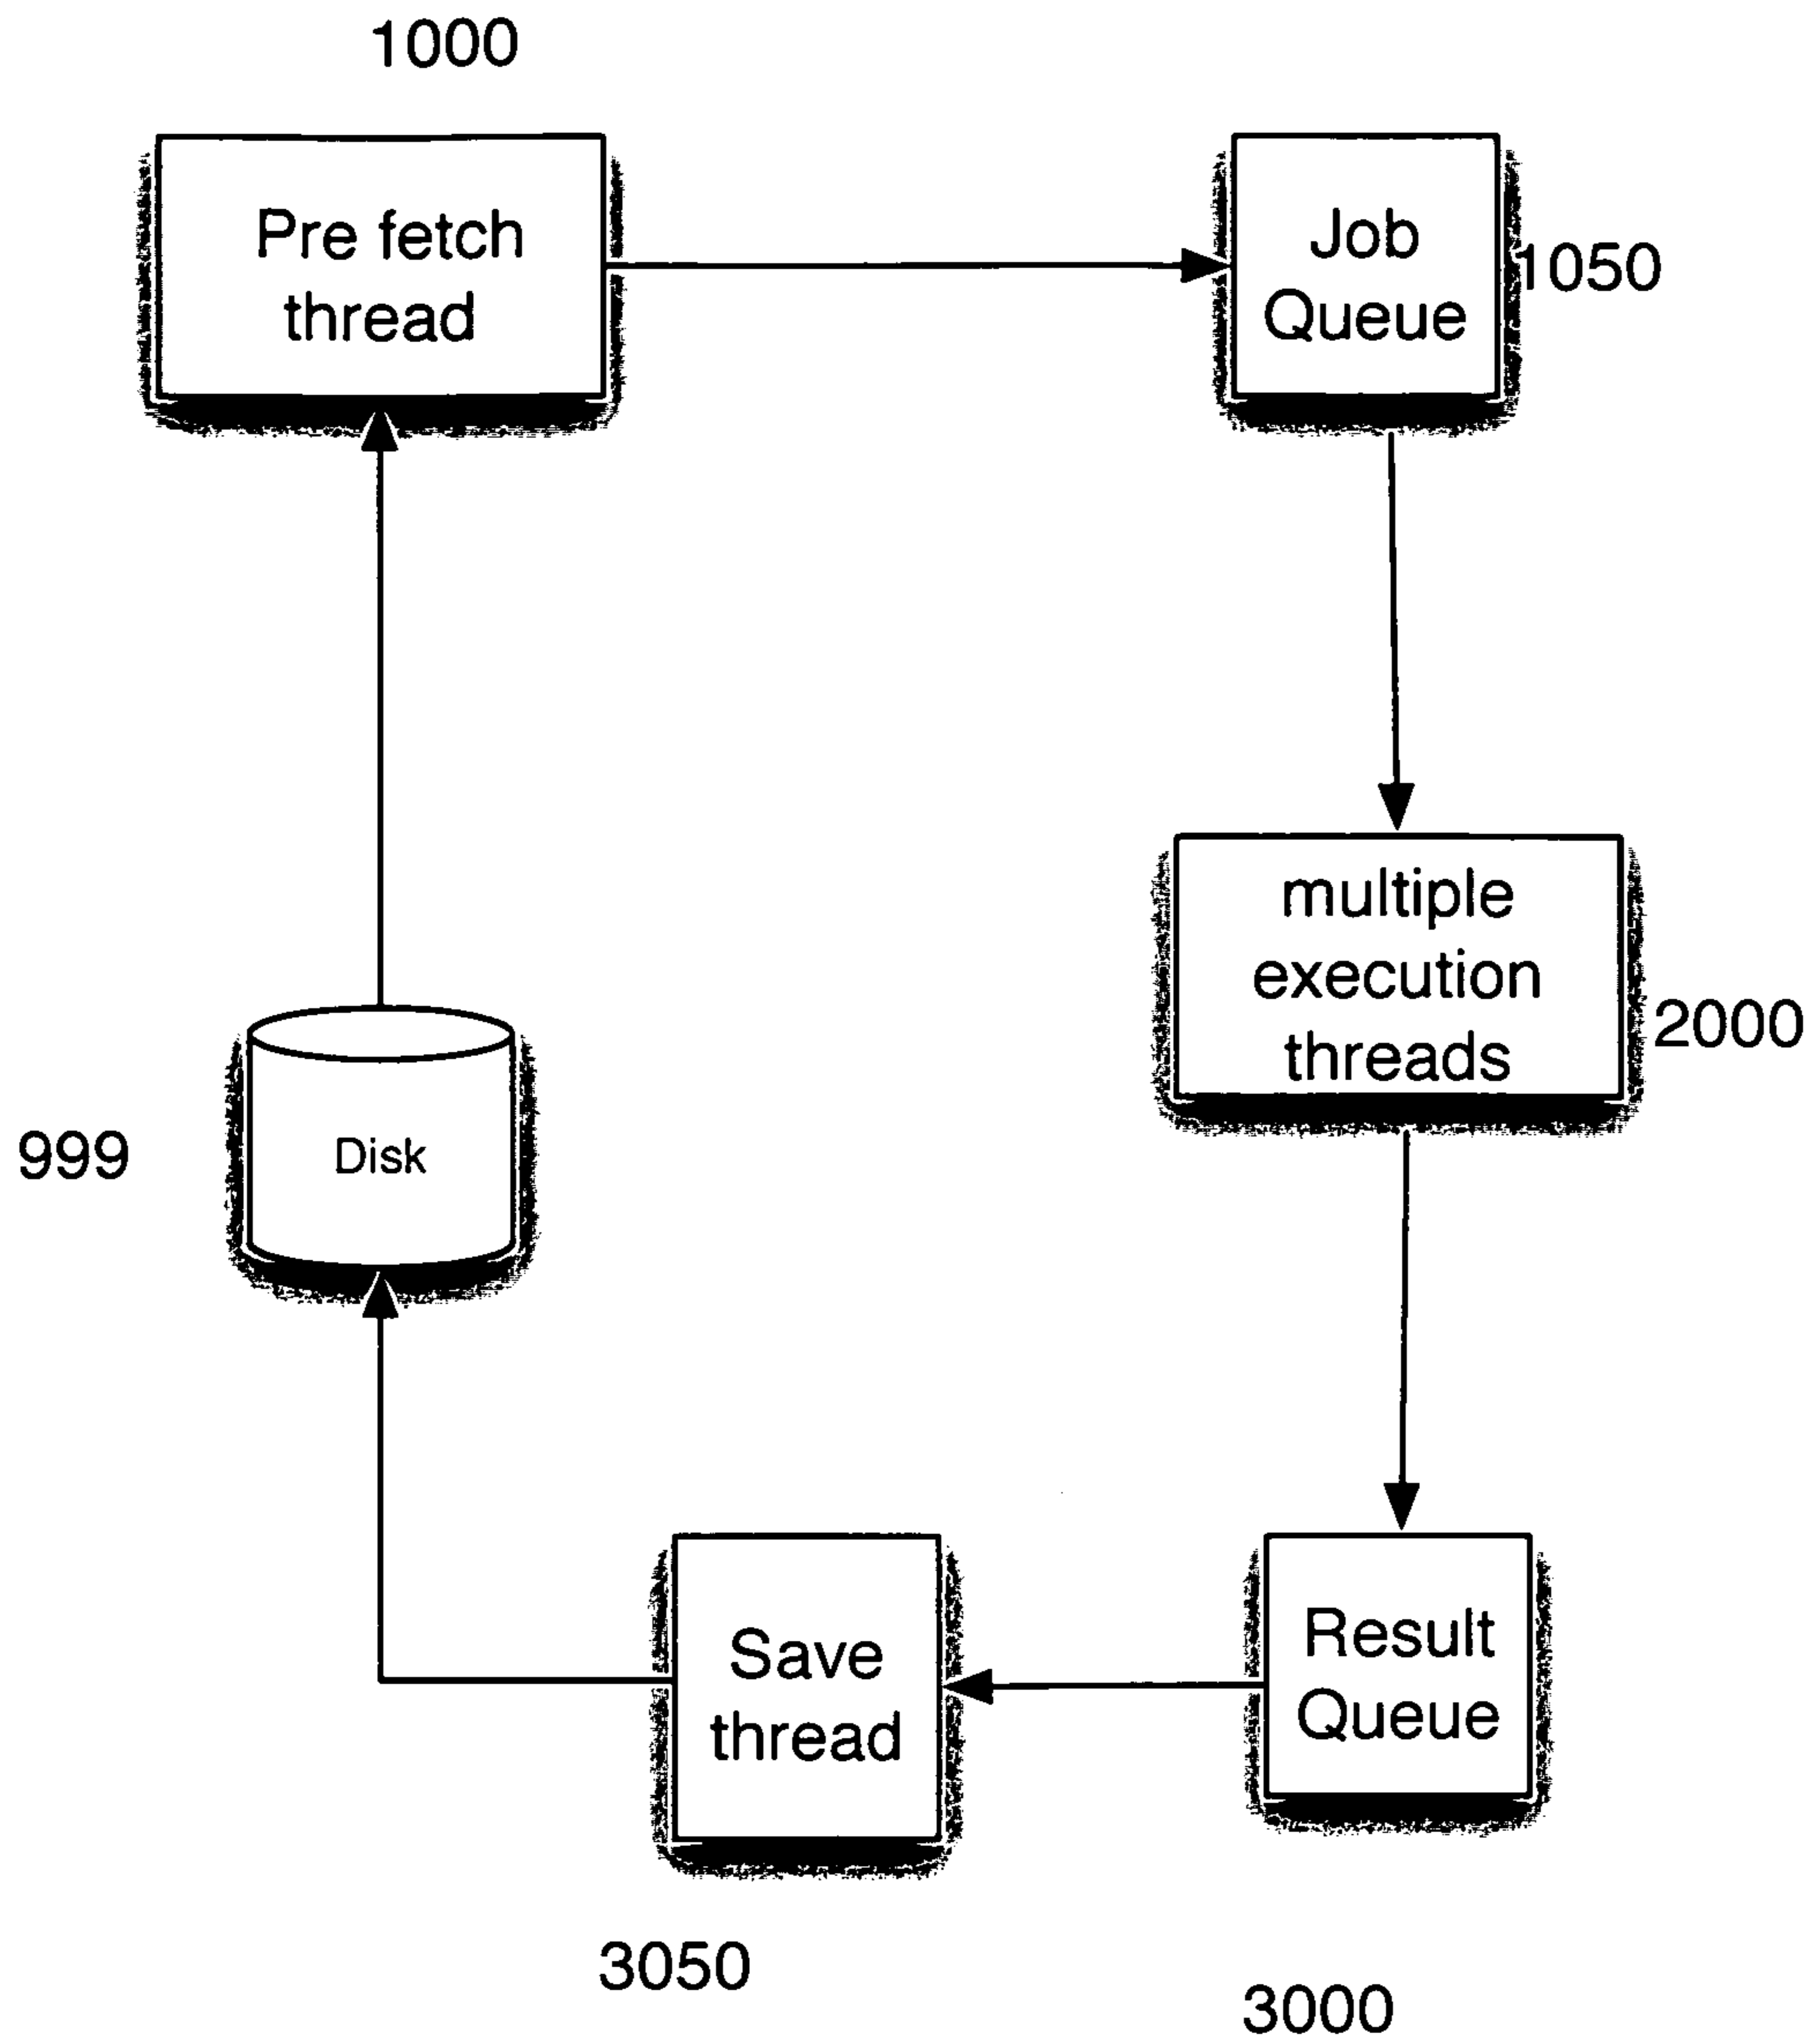 1000
Pre fetch
thread
Job
Queue
1050
multiple
execution
threads
2000
999
Disk
Save
thread
Result
Queue
3050
3000